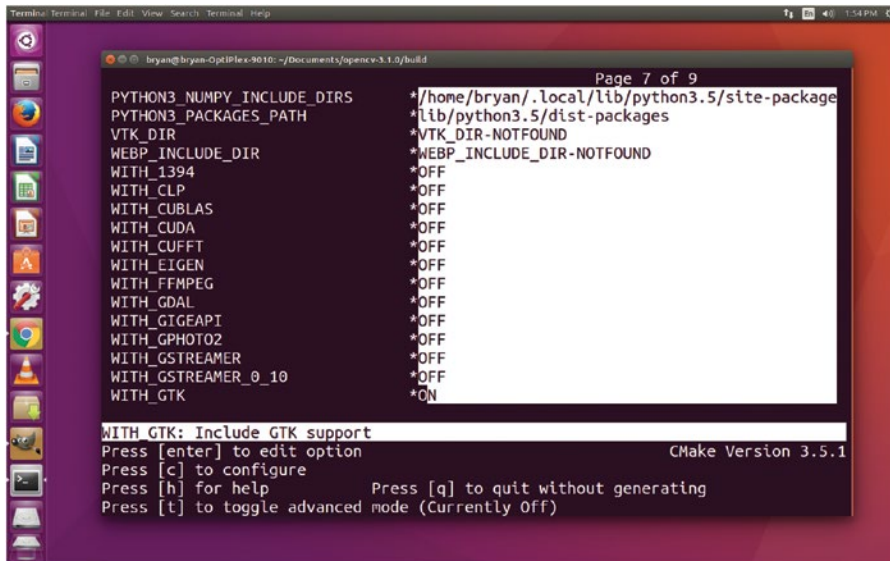 Terminal Terminal File Edit View Search Terminal Help
En 1:54 PM
bryan@bryan-OptiPlex-9010: ~/Documents/opencv-3.1.0/build
Page 7 of 9
PYTHON3_NUMPY_INCLUDE_DIRS */home/bryan/.local/lib/python3.5/site-package
PYTHON3_PACKAGES_PATH *lib/python3.5/dist-packages
VTK_DIR *VTK_DIR-NOTFOUND
WEBP_INCLUDE_DIR *WEBP_INCLUDE_DIR-NOTFOUND
WITH_1394 *OFF
WITH_CLP *OFF
WITH_CUBLAS *OFF
WITH_CUDA *OFF
WITH_CUFFT *OFF
WITH_EIGEN *OFF
WITH_FFMPEG *OFF
WITH_GDAL *OFF
WITH_GIGEAPI *OFF
WITH_GPHOTO2 *OFF
WITH_GSTREAMER *OFF
WITH_GSTREAMER_0_10 *OFF
WITH_GTK *ON
WITH_GTK: Include GTK support
Press [enter] to edit option CMake Version 3.5.1
Press [c] to configure
Press [h] for help Press [q] to quit without generating
Press [t] to toggle advanced mode (Currently Off)